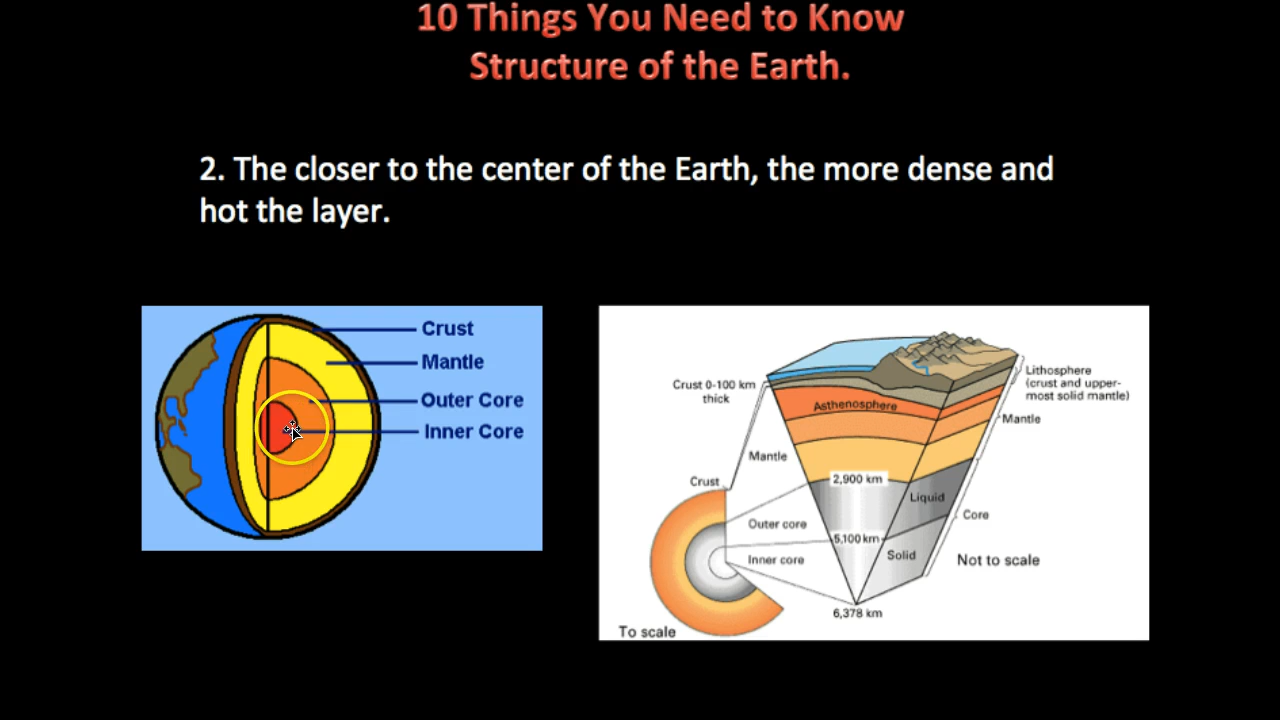 10 Things You Need to Know
Structure of the Earth.
2. The closer to the center of the Earth, the more dense and
hot the layer.
Crust
Mantle
Outer Core
Inner Core
Crust 0-100 km
thick
Asthenosphere
Lithosphere
(crust and upper-
most solid mantle)
Mantle
Mantle
2,900 km
Crust
Liquid
Outer core
Core
5,100 km
Inner core
Solid
Not to scale
6,378 km
To scale